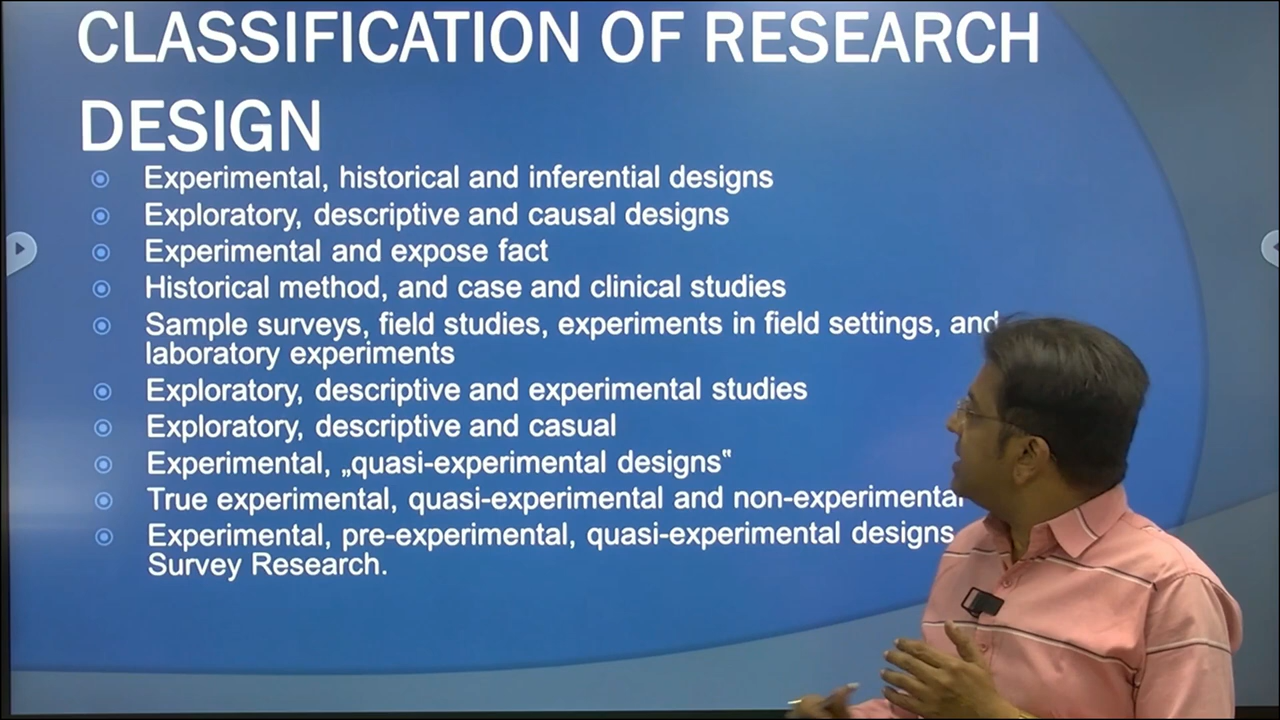 CLASSIFICATION OF RESEARCH
DESIGN
Experimental, historical and inferential designs
Exploratory, descriptive and causal designs
Experimental and expose fact
Historical method, and case and clinical studies
Sample surveys, field studies, experiments in field settings, and
laboratory experiments
Exploratory, descriptive and experimental studies
Exploratory, descriptive and casual
Experimental, „quasi-experimental designs‟
True experimental, quasi-experimental and non-experimental
Experimental, pre-experimental, quasi-experimental designs
Survey Research.